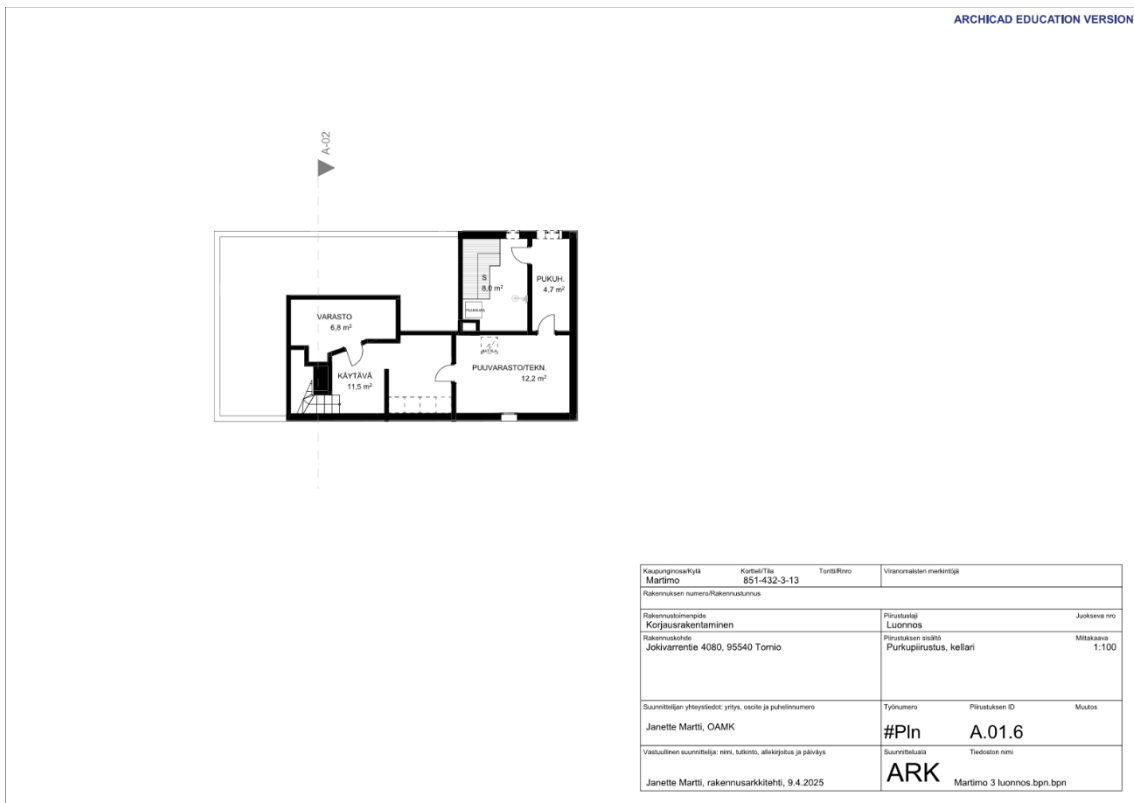 ARCHICAD EDUCATION VERSION
A-02
S
8,0 m²
PUKUH.
4,7 m²
VARASTO
6,8 m²
KÄYTÄVÄ
11,5 m²
PUUVARASTO/TEKN.
12,2 m²
Kaupunginosa/Kylä Kortteli/Tila Tontti/Rnro Viranomaisten merkintöjä
Martimo 851-432-3-13
Rakennuksen numero/Rakennustunnus
Rakennustoimenpide Piirustuslaji Juokseva nro
Korjausrakentaminen Luonnos
Rakennuskohde Piirustuksen sisältö Mittakaava
Jokivarrentie 4080, 95540 Tornio Purkupiirustus, kellari 1:100
Suunnittelijan yhteystiedot: yritys, osoite ja puhelinnumero Työnumero Piirustuksen ID Muutos
Janette Martti, OAMK #Pln A.01.6
Vastuullinen suunnittelija: nimi, tutkinto, allekirjoitus ja päiväys Suunnitteluala Tiedoston nimi
Janette Martti, rakennusarkkitehti, 9.4.2025 ARK Martimo 3 luonnos.bpn.bpn